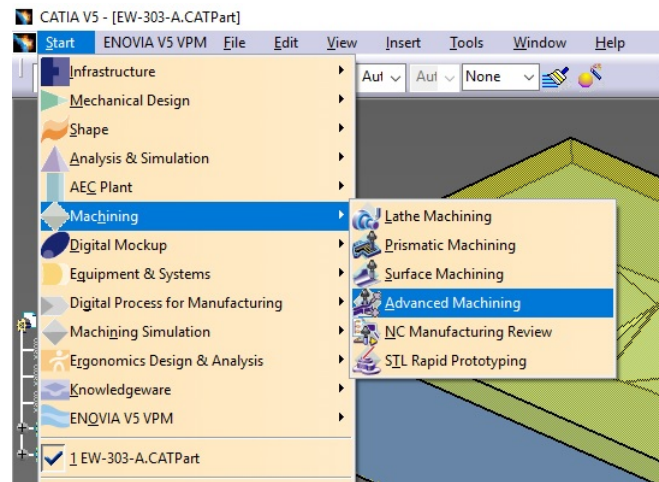 CATIA V5 - [EW-303-A.CATPart]
Start ENOVIA V5 VPM File Edit View Insert Tools Window Help
Aut Aut None
Infrastructure
Mechanical Design
Shape
Analysis & Simulation
AEC Plant
Machining
Digital Mockup
Equipment & Systems
Digital Process for Manufacturing
Machining Simulation
Ergonomics Design & Analysis
Knowledgeware
ENOVIA V5 VPM
1 EW-303-A.CATPart
Lathe Machining
Prismatic Machining
Surface Machining
Advanced Machining
NC Manufacturing Review
STL Rapid Prototyping